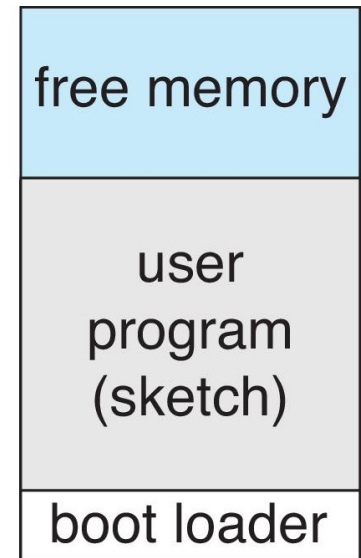 free memory
user
program
(sketch)
boot loader